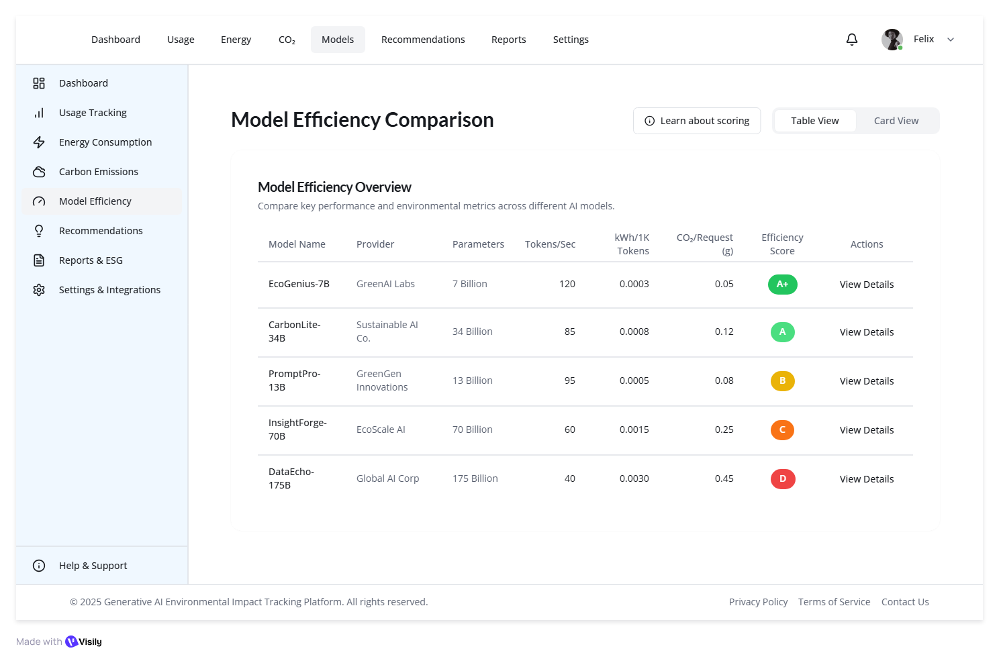 Dashboard Usage Energy CO₂ Models Recommendations Reports Settings Felix
Dashboard
Usage Tracking
Energy Consumption
Carbon Emissions
Model Efficiency
Recommendations
Reports & ESG
Settings & Integrations
Help & Support
Model Efficiency Comparison
Learn about scoring
Table View Card View
Model Efficiency Overview
Compare key performance and environmental metrics across different AI models.
Model Name Provider Parameters Tokens/Sec kWh/1K Tokens CO₂/Request (g) Efficiency Score Actions
EcoGenius-7B GreenAI Labs 7 Billion 120 0.0003 0.05 A+ View Details
CarbonLite-34B Sustainable AI Co. 34 Billion 85 0.0008 0.12 A View Details
PromptPro-13B GreenGen Innovations 13 Billion 95 0.0005 0.08 B View Details
InsightForge-70B EcoScale AI 70 Billion 60 0.0015 0.25 C View Details
DataEcho-175B Global AI Corp 175 Billion 40 0.0030 0.45 D View Details
© 2025 Generative AI Environmental Impact Tracking Platform. All rights reserved.
Privacy Policy Terms of Service Contact Us
Made with Visily